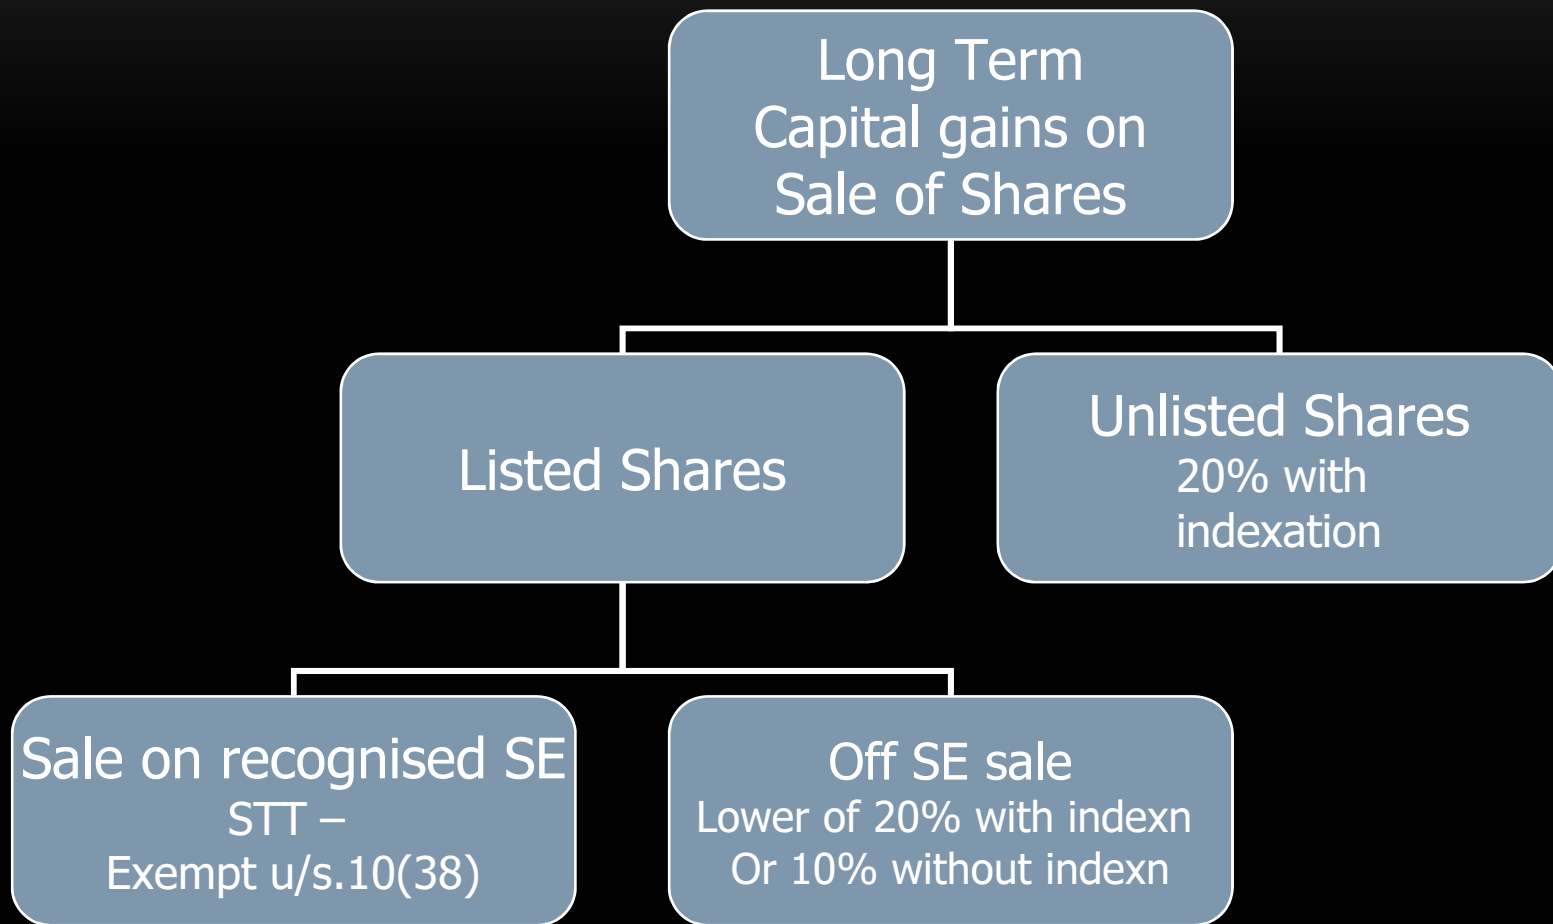 Long Term
Capital gains on
Sale of Shares
Listed Shares
Unlisted Shares
20% with
indexation
Sale on recognised SE
STT –
Exempt u/s.10(38)
Off SE sale
Lower of 20% with indexn
Or 10% without indexn